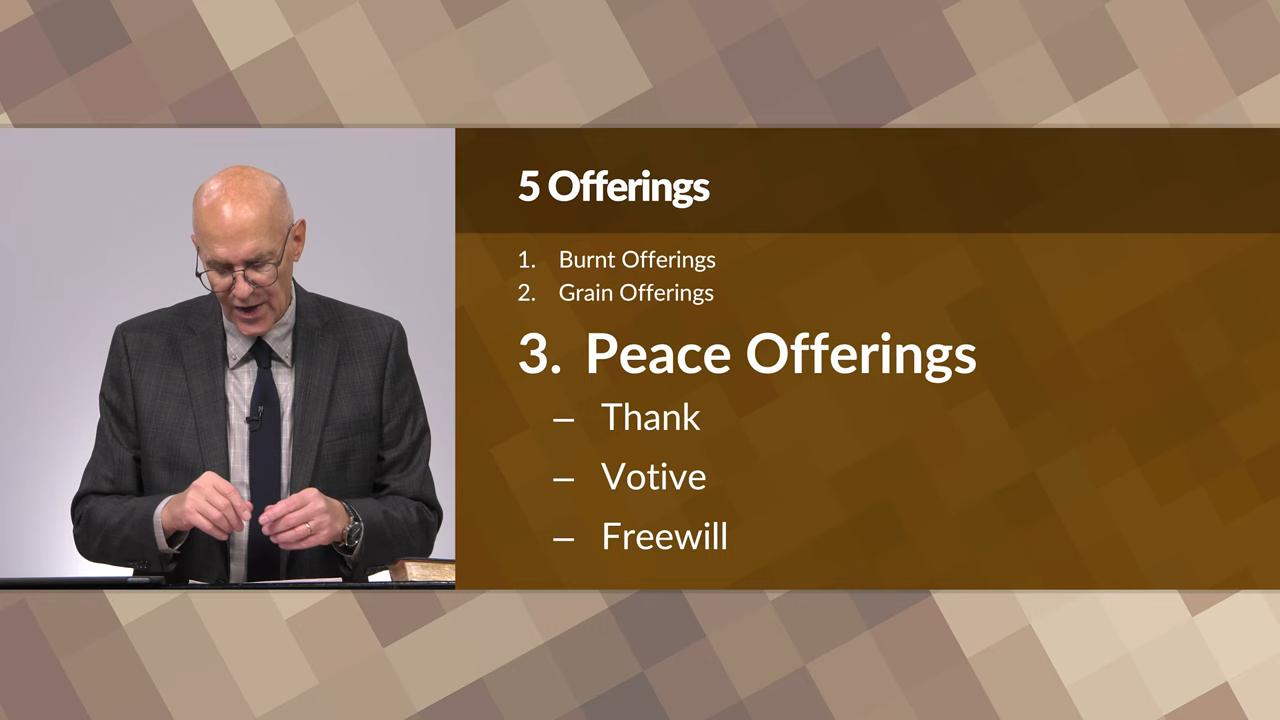 5 Offerings
1. Burnt Offerings
2. Grain Offerings
3. Peace Offerings
– Thank
– Votive
– Freewill